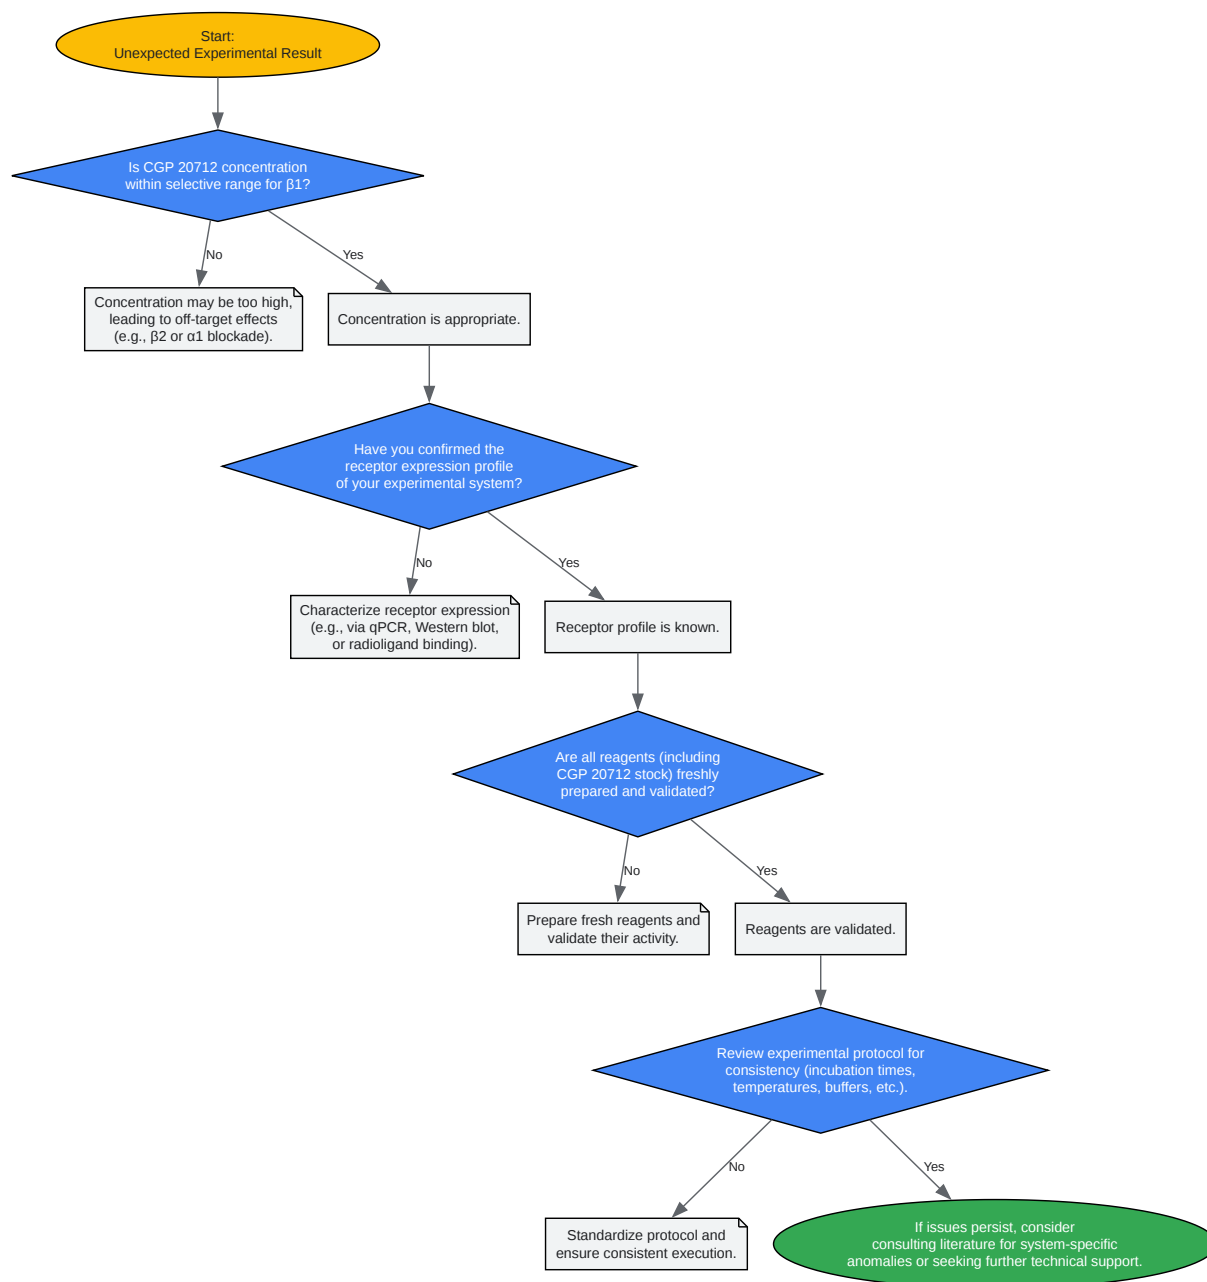 Start:
Unexpected Experimental Result
Is CGP 20712 concentration
within selective range for β1?
No
Yes
Concentration may be too high,
leading to off-target effects
(e.g., β2 or α1 blockade).
Concentration is appropriate.
Have you confirmed the
receptor expression profile
of your experimental system?
No
Yes
Characterize receptor expression
(e.g., via qPCR, Western blot,
or radioligand binding).
Receptor profile is known.
Are all reagents (including
CGP 20712 stock) freshly
prepared and validated?
No
Yes
Prepare fresh reagents and
validate their activity.
Reagents are validated.
Review experimental protocol for
consistency (incubation times,
temperatures, buffers, etc.).
No
Yes
Standardize protocol and
ensure consistent execution.
If issues persist, consider
consulting literature for system-specific
anomalies or seeking further technical support.